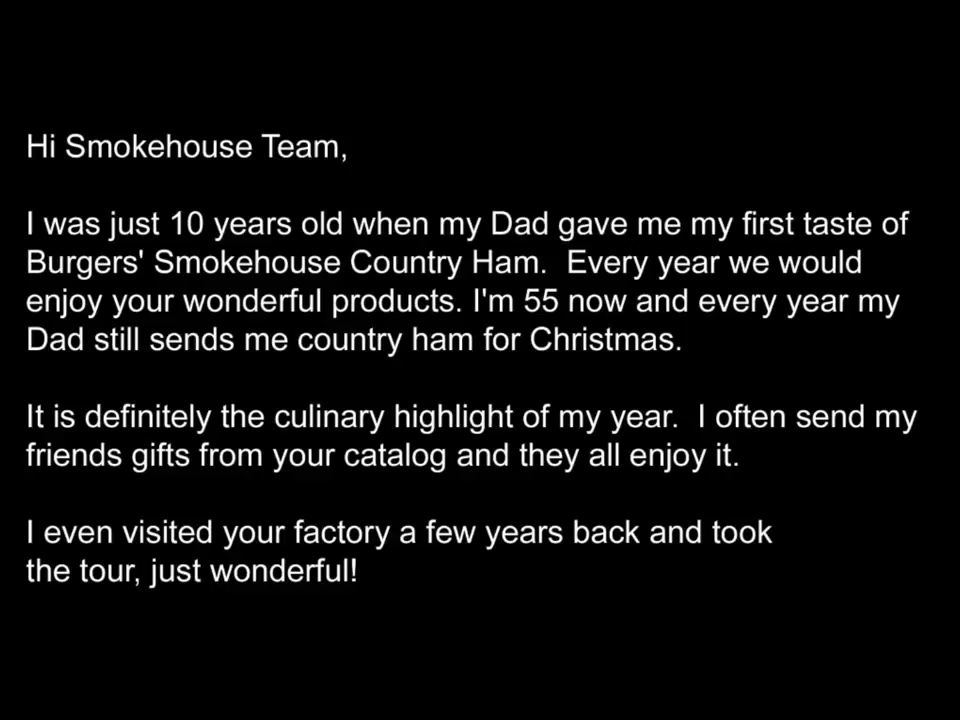 Hi Smokehouse Team,
I was just 10 years old when my Dad gave me my first taste of
Burgers' Smokehouse Country Ham.  Every year we would
enjoy your wonderful products. I'm 55 now and every year my
Dad still sends me country ham for Christmas.
It is definitely the culinary highlight of my year.  I often send my
friends gifts from your catalog and they all enjoy it.
I even visited your factory a few years back and took
the tour, just wonderful!